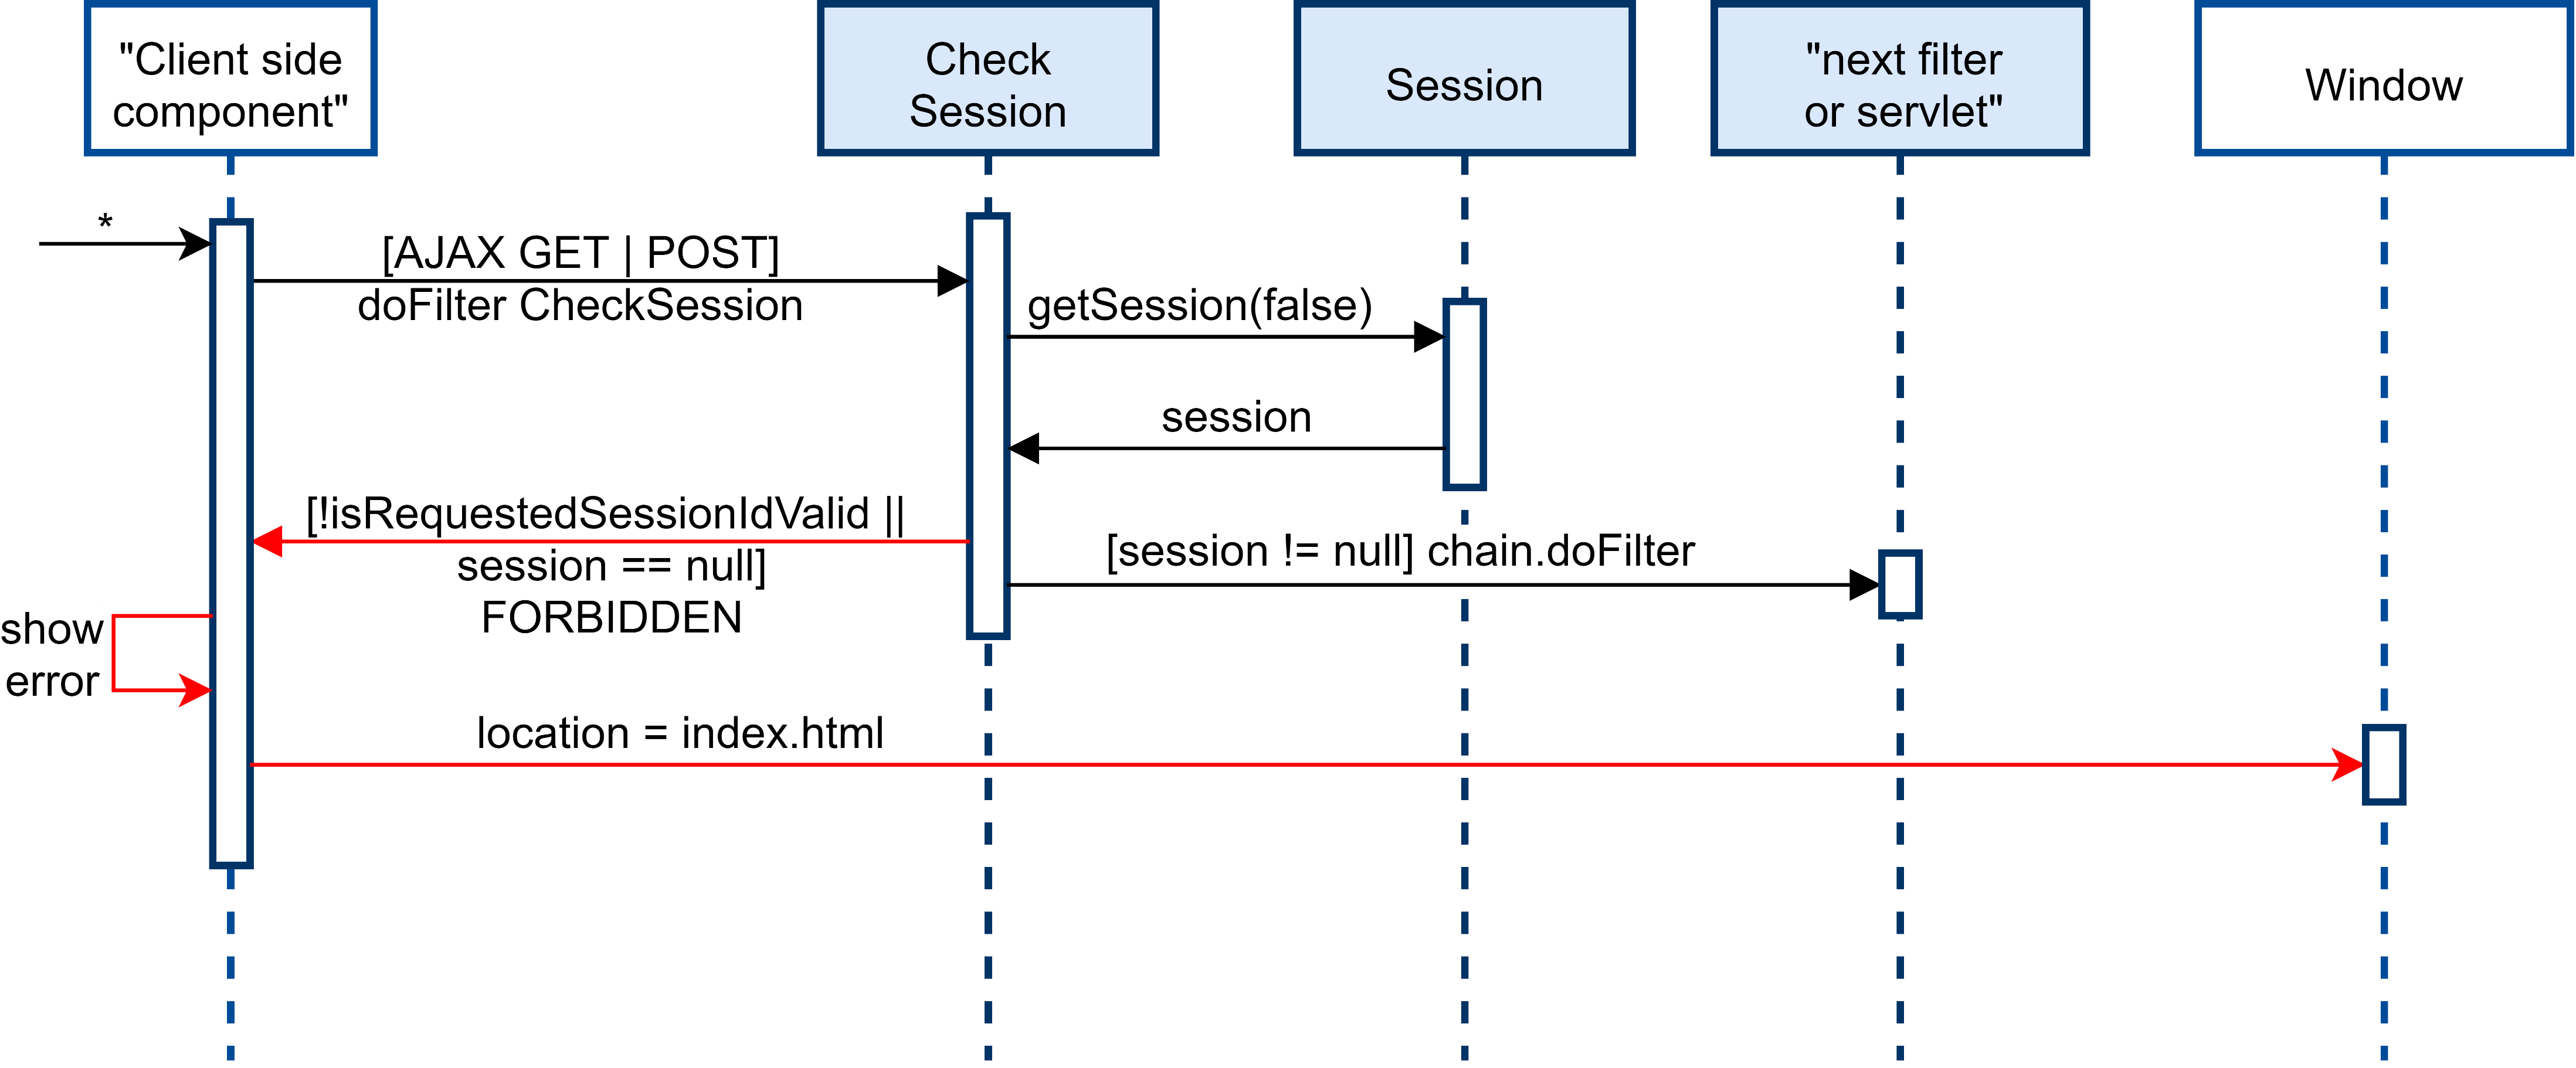 "Client side
component"
Check
Session
Session
"next filter
or servlet"
Window
*
[AJAX GET | POST]
doFilter CheckSession
getSession(false)
session
[!isRequestedSessionIdValid ||
session == null]
FORBIDDEN
[session != null] chain.doFilter
show
error
location = index.html